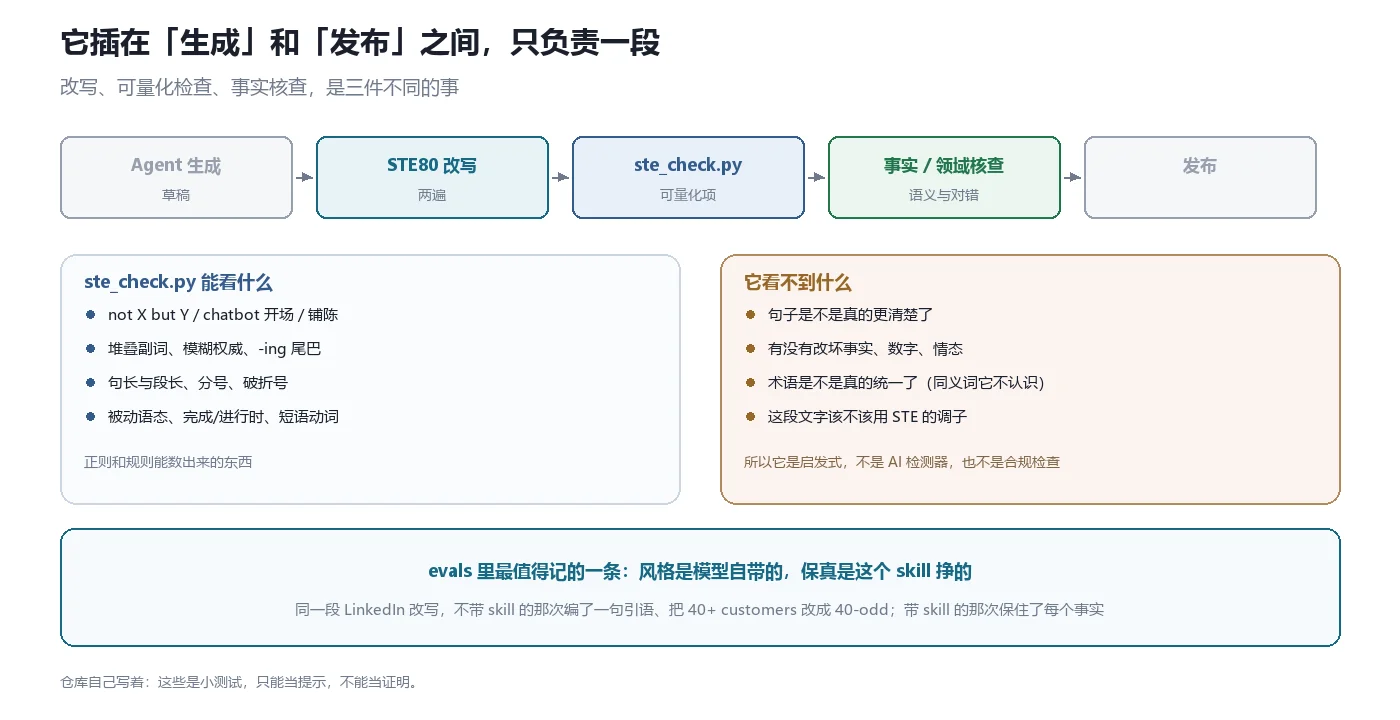 它插在「生成」和「发布」之间，只负责一段
改写、可量化检查、事实核查，是三件不同的事
Agent 生成
草稿
STE80 改写
两遍
ste_check.py
可量化项
事实 / 领域核查
语义与对错
发布
ste_check.py 能看什么
not X but Y / chatbot 开场 / 铺陈
堆叠副词、模糊权威、-ing 尾巴
句长与段长、分号、破折号
被动语态、完成/进行时、短语动词
正则和规则能数出来的东西
它看不到什么
句子是不是真的更清楚了
有没有改坏事实、数字、情态
术语是不是真的统一了（同义词它不认识）
这段文字该不该用 STE 的调子
所以它是启发式，不是 AI 检测器，也不是合规检查
evals 里最值得记的一条：风格是模型自带的，保真是这个 skill 挣的
同一段 LinkedIn 改写，不带 skill 的那次编了一句引语、把 40+ customers 改成 40-odd；带 skill 的那次保住了每个事实
仓库自己写着：这些是小测试，只能当提示，不能当证明。